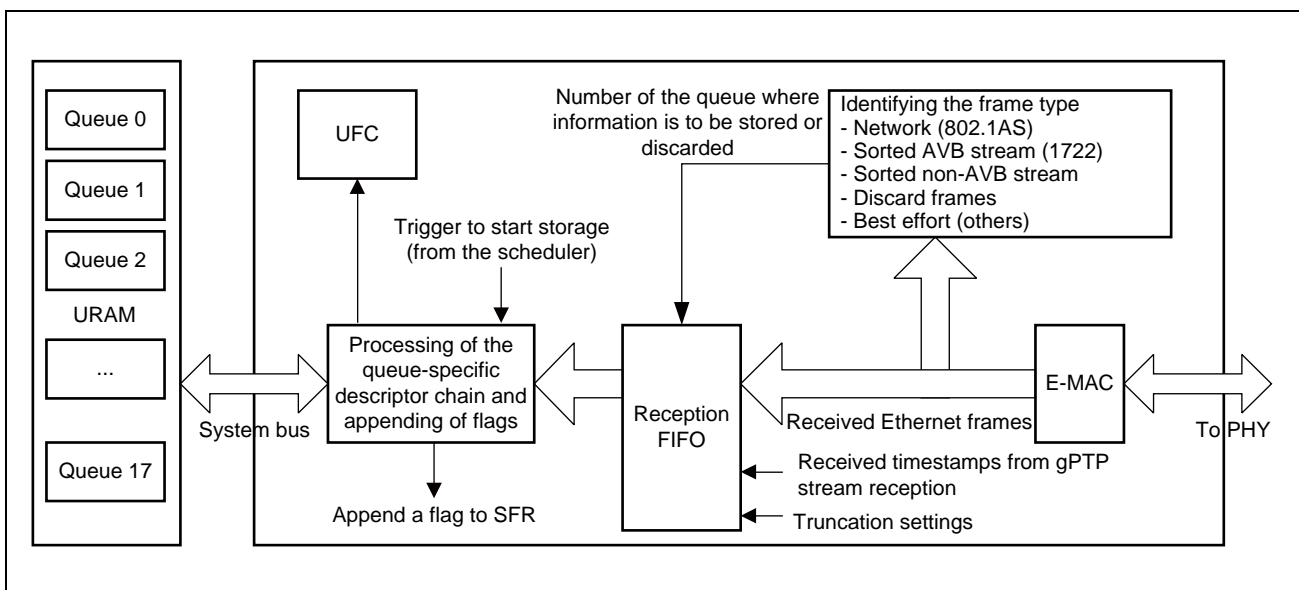 Queue 0
Queue 1
Queue 2
URAM
...
Queue 17
System bus
UFC
Trigger to start storage
(from the scheduler)
Processing of the
queue-specific
descriptor chain and
appending of flags
Append a flag to SFR
Number of the queue where
information is to be stored or
discarded
Reception
FIFO
Identifying the frame type
- Network (802.1AS)
- Sorted AVB stream (1722)
- Sorted non-AVB stream
- Discard frames
- Best effort (others)
E-MAC
Received Ethernet frames
To PHY
Received timestamps from gPTP
stream reception
Truncation settings